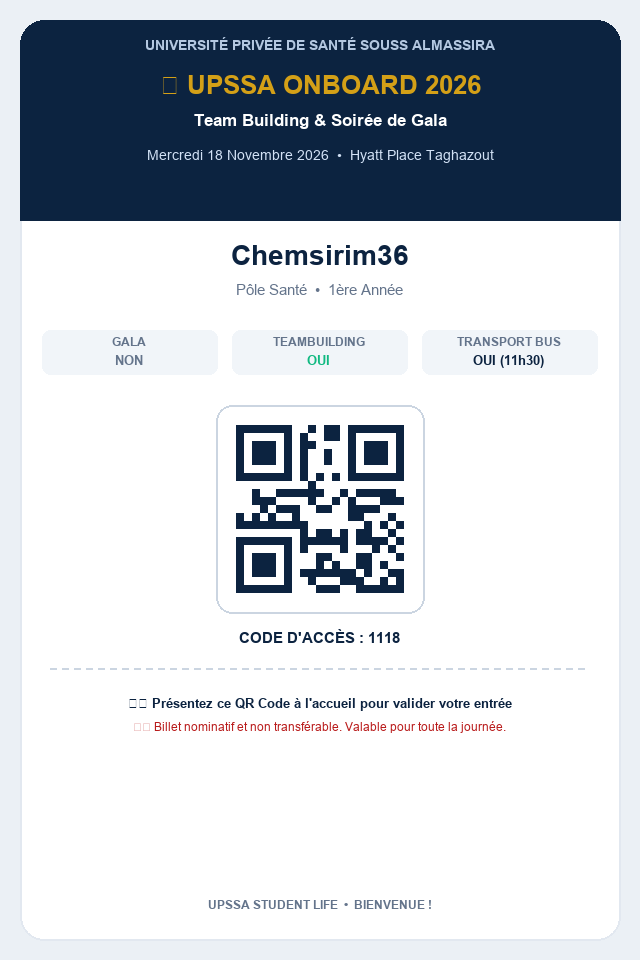 UNIVERSITÉ PRIVÉE DE SANTÉ SOUSS ALMASSIRA
UPSSA ONBOARD 2026
Team Building & Soirée de Gala
Mercredi 18 Novembre 2026 • Hyatt Place Taghazout
Chemsirim36
Pôle Santé • 1ère Année
GALA
NON
TEAMBUILDING
OUI
TRANSPORT BUS
OUI (11h30)
CODE D'ACCÈS : 1118
Présentez ce QR Code à l'accueil pour valider votre entrée
Billet nominatif et non transférable. Valable pour toute la journée.
UPSSA STUDENT LIFE • BIENVENUE !